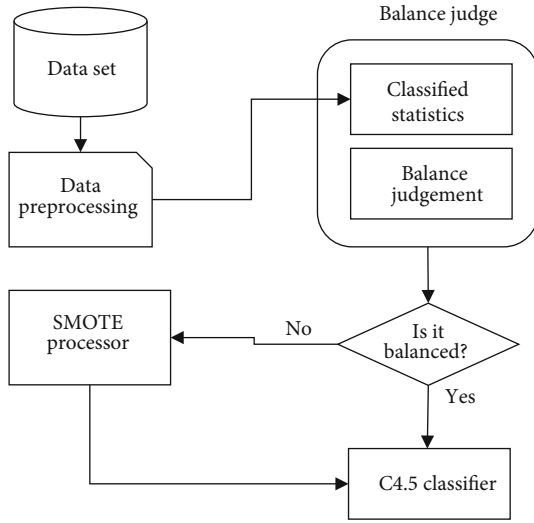 Balance judge
Data set
Classified
statistics
Data
preprocessing
Balance
judgement
SMOTE
processor
No
Is it
balanced?
Yes
C4.5 classifier